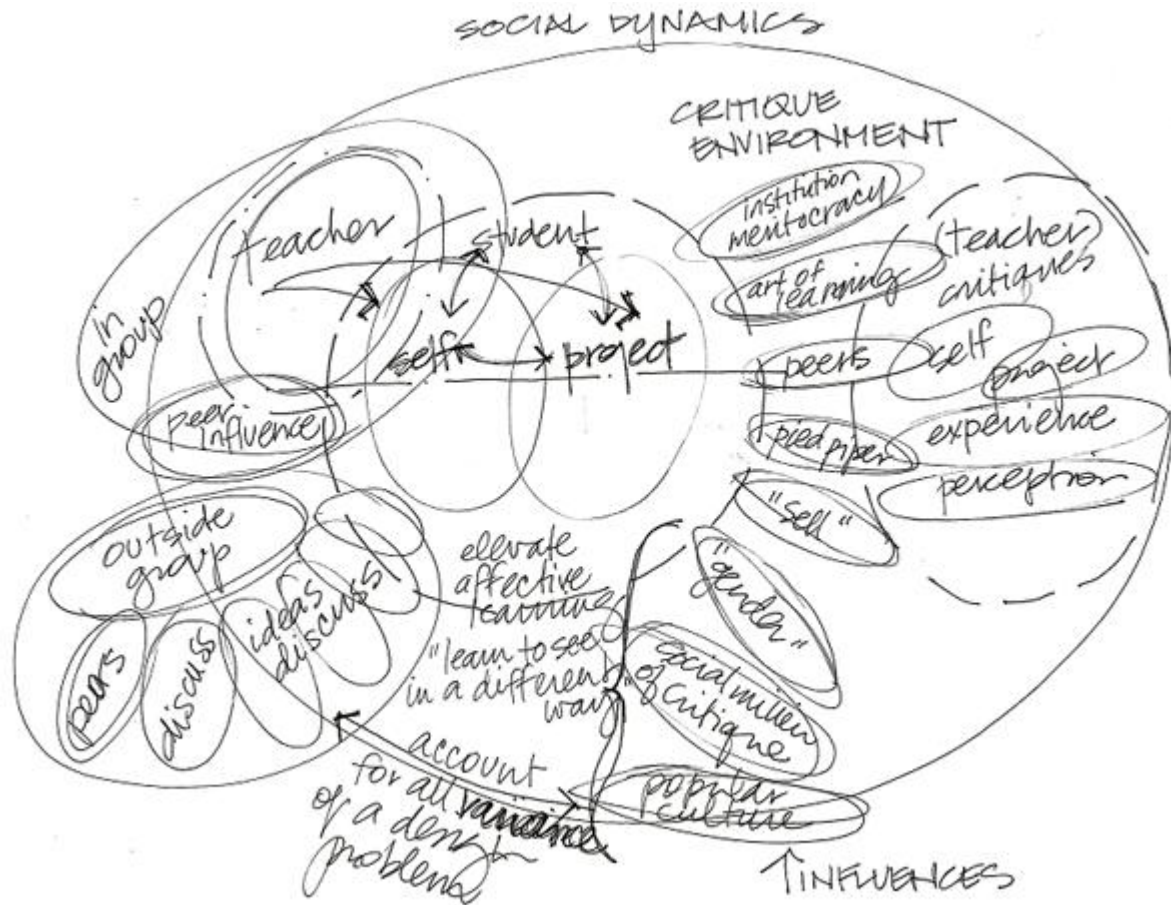 SOCIAL DYNAMICS
CRITIQUE
ENVIRONMENT
institution
meritocracy
art of
learning
(teacher)
critiques
teacher
student
in
group
self
project
peers
self
project
peer
influence
pied piper
experience
perception
"sell"
"gender"
outside
group
ideas
discuss
peers
discuss
elevate
affective
learning
"learn to see
in a different
way"
social millieu
of critique
account
for all
of a design
problem
popular
culture
↑INFLUENCES